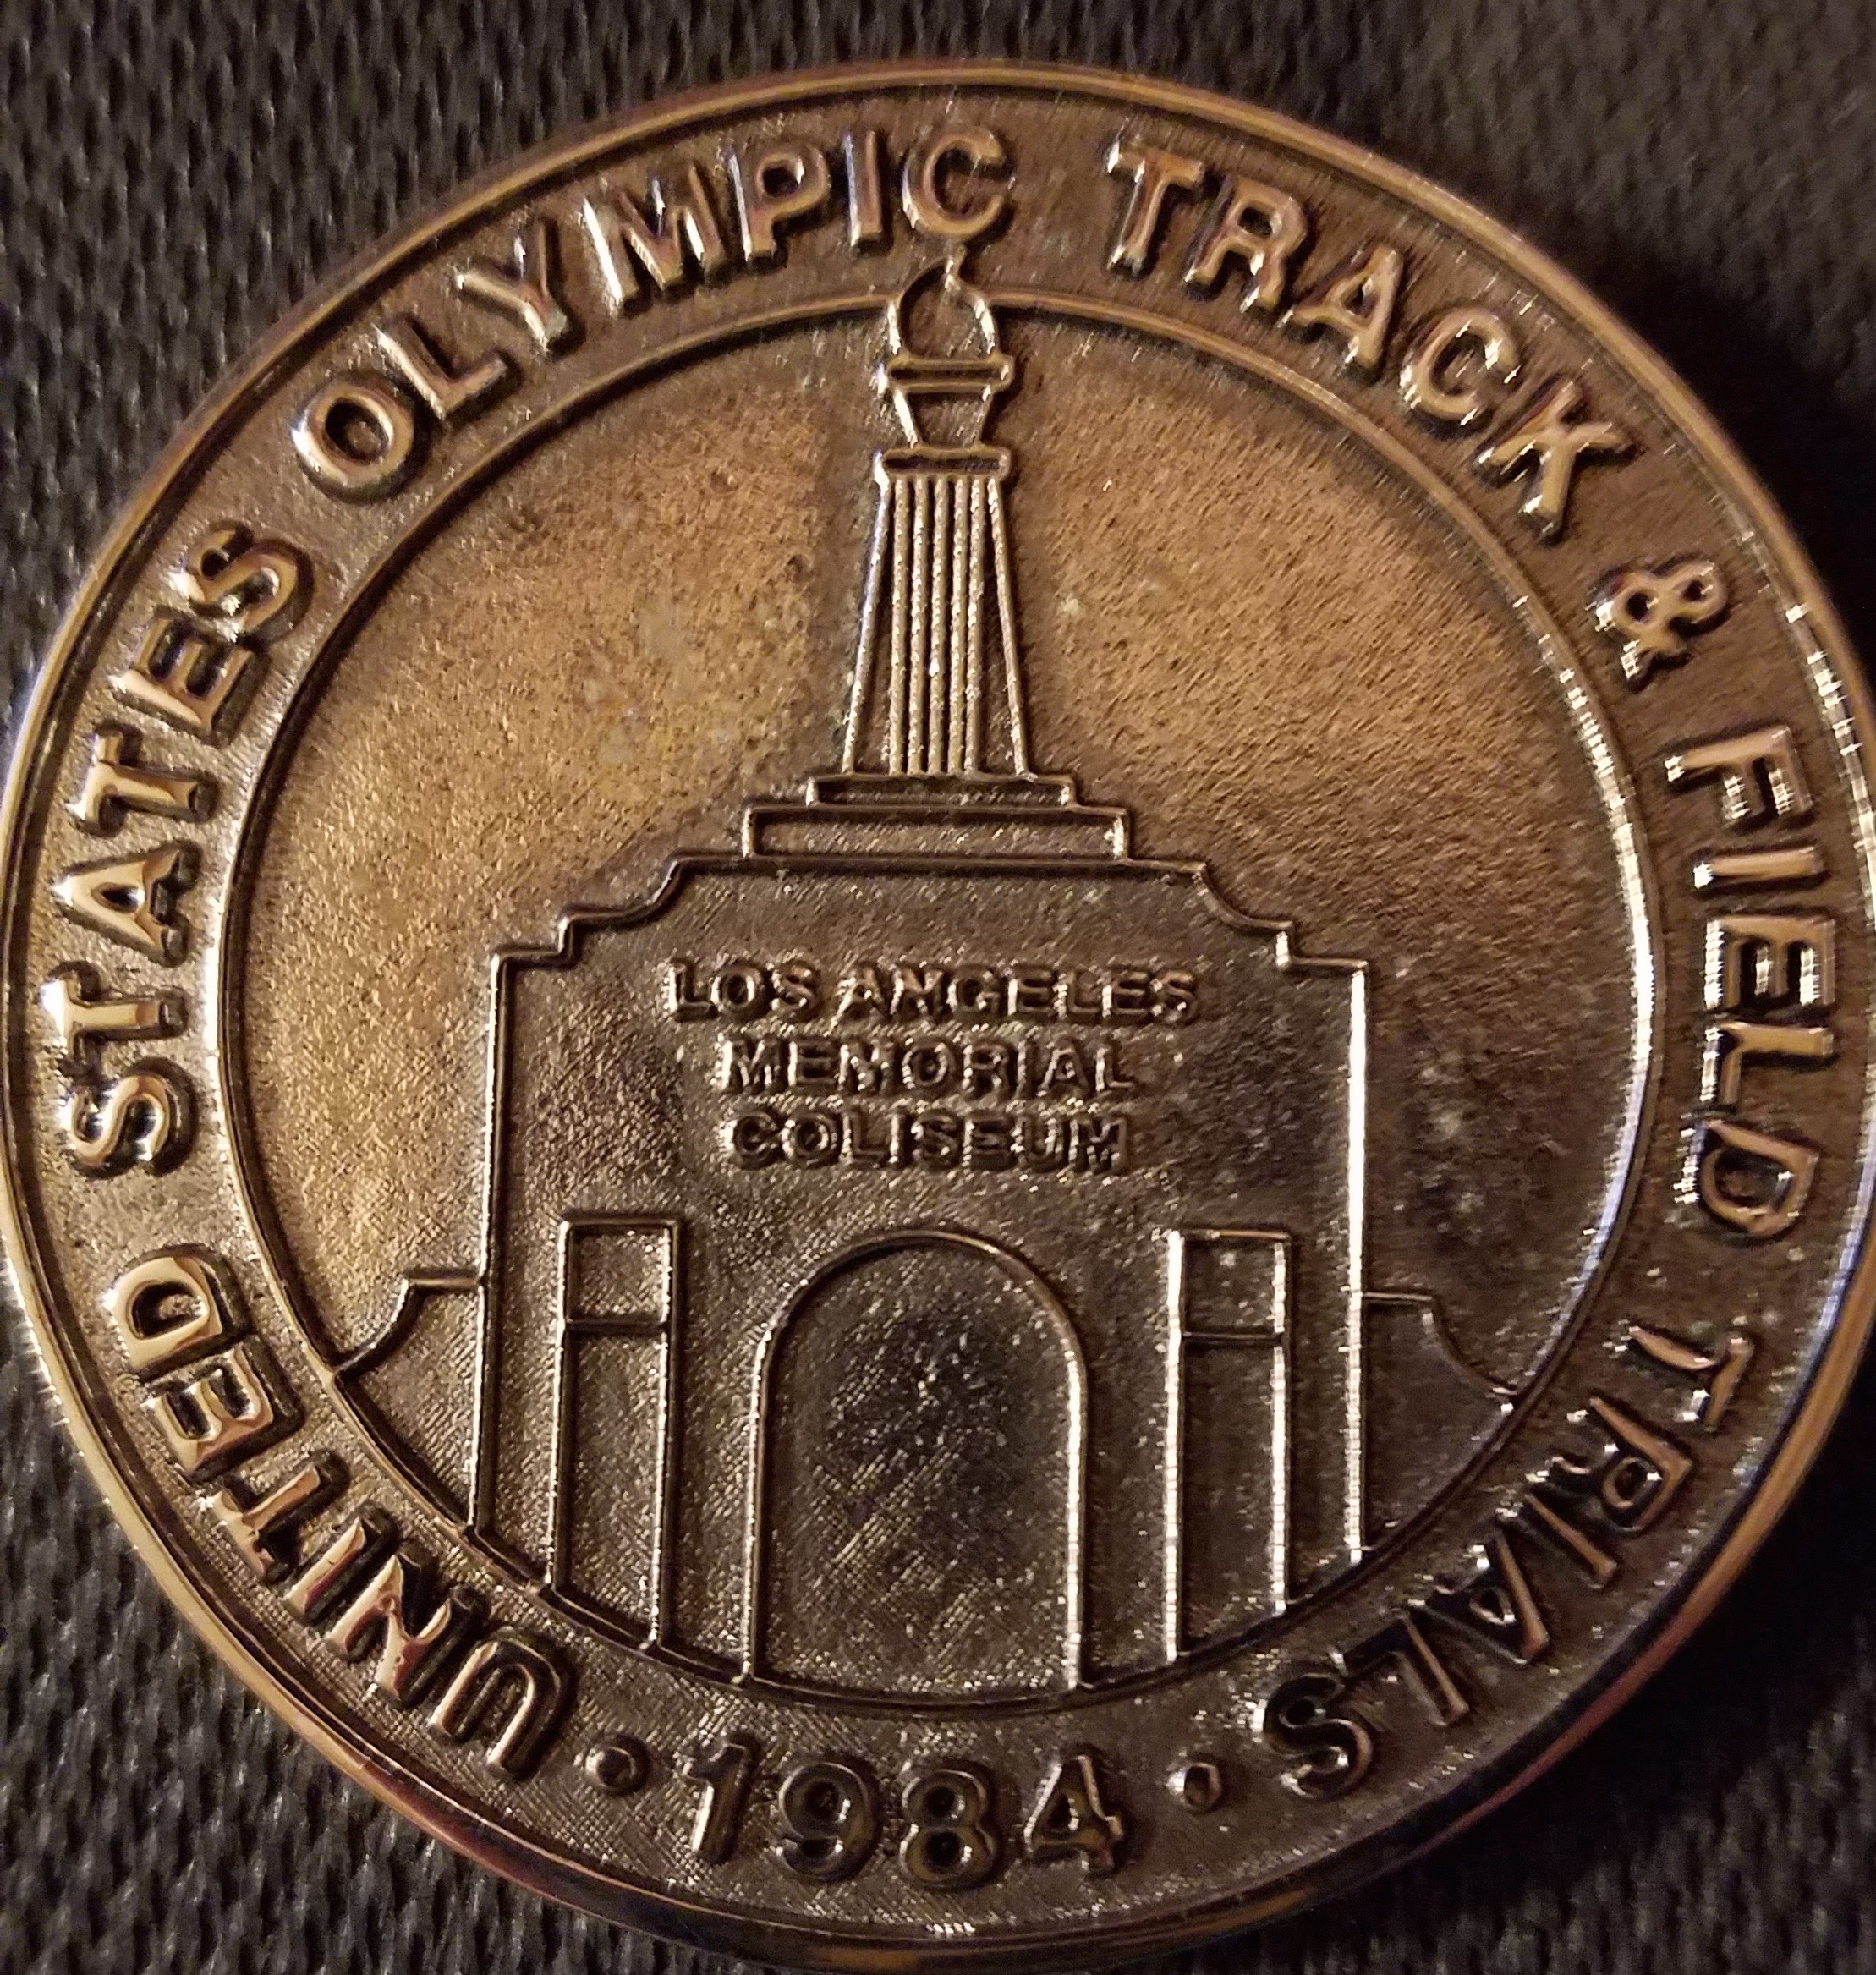 UNITED STATES OLYMPIC TRACK & FIELD TRIALS
· 1984 ·
LOS ANGELES
MEMORIAL
COLISEUM